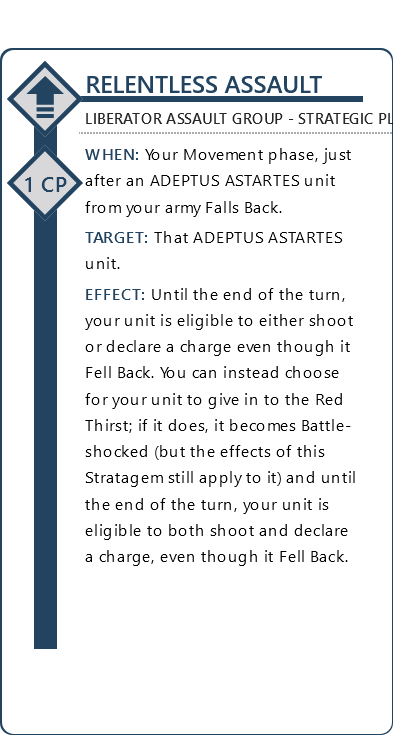 RELENTLESS ASSAULT
LIBERATOR ASSAULT GROUP - STRATEGIC PL
1 CP
WHEN: Your Movement phase, just
after an ADEPTUS ASTARTES unit
from your army Falls Back.
TARGET: That ADEPTUS ASTARTES
unit.
EFFECT: Until the end of the turn,
your unit is eligible to either shoot
or declare a charge even though it
Fell Back. You can instead choose
for your unit to give in to the Red
Thirst; if it does, it becomes Battle-
shocked (but the effects of this
Stratagem still apply to it) and until
the end of the turn, your unit is
eligible to both shoot and declare
a charge, even though it Fell Back.